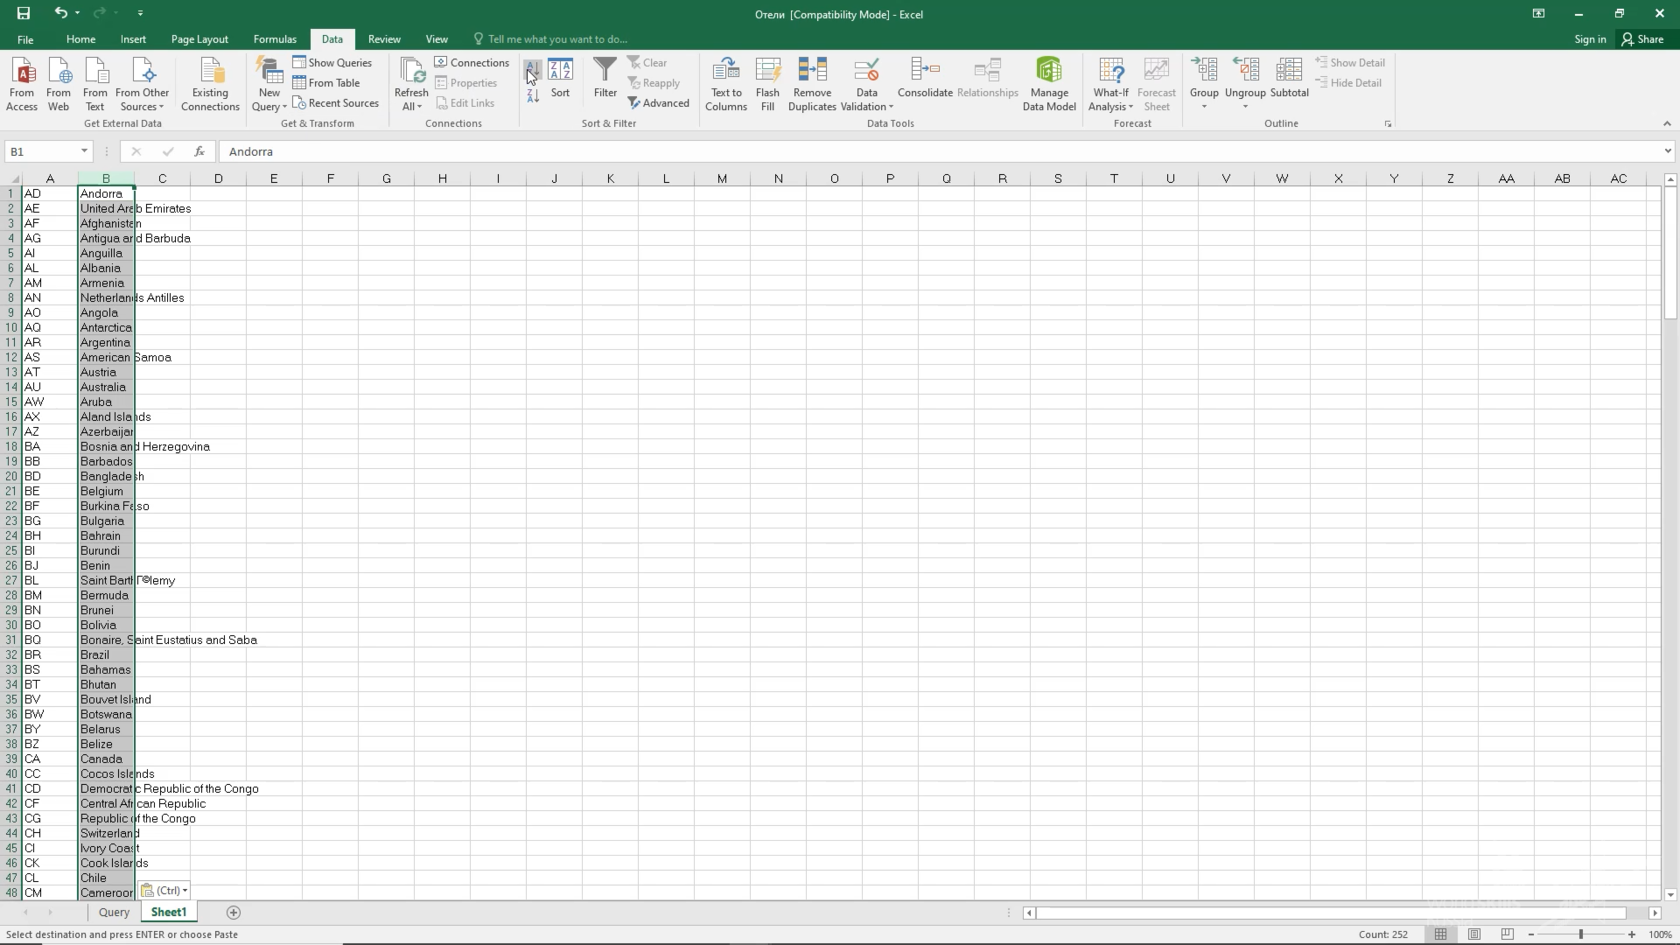 Отели [Compatibility Mode] - Excel
File Home Insert Page Layout Formulas Data Review View Tell me what you want to do... Sign in Share
From Access
From Web
From Text
From Other Sources
Existing Connections
Get External Data
New Query
Show Queries
From Table
Recent Sources
Get & Transform
Refresh All
Connections
Properties
Edit Links
Connections
Sort
Filter
Clear
Reapply
Advanced
Sort & Filter
Text to Columns
Flash Fill
Remove Duplicates
Data Validation
Consolidate
Relationships
Manage Data Model
Data Tools
What-If Analysis
Forecast Sheet
Forecast
Group
Ungroup
Subtotal
Show Detail
Hide Detail
Outline
B1 fx Andorra
A B C D E F G H I J K L M N O P Q R S T U V W X Y Z AA AB AC
1 AD Andorra
2 AE United Arab Emirates
3 AF Afghanistan
4 AG Antigua and Barbuda
5 AI Anguilla
6 AL Albania
7 AM Armenia
8 AN Netherlands Antilles
9 AO Angola
10 AQ Antarctica
11 AR Argentina
12 AS American Samoa
13 AT Austria
14 AU Australia
15 AW Aruba
16 AX Aland Islands
17 AZ Azerbaijan
18 BA Bosnia and Herzegovina
19 BB Barbados
20 BD Bangladesh
21 BE Belgium
22 BF Burkina Faso
23 BG Bulgaria
24 BH Bahrain
25 BI Burundi
26 BJ Benin
27 BL Saint BarthГ©lemy
28 BM Bermuda
29 BN Brunei
30 BO Bolivia
31 BQ Bonaire, Saint Eustatius and Saba
32 BR Brazil
33 BS Bahamas
34 BT Bhutan
35 BV Bouvet Island
36 BW Botswana
37 BY Belarus
38 BZ Belize
39 CA Canada
40 CC Cocos Islands
41 CD Democratic Republic of the Congo
42 CF Central African Republic
43 CG Republic of the Congo
44 CH Switzerland
45 CI Ivory Coast
46 CK Cook Islands
47 CL Chile
48 CM Cameroon
(Ctrl)
Query Sheet1
Select destination and press ENTER or choose Paste Count: 252 100%